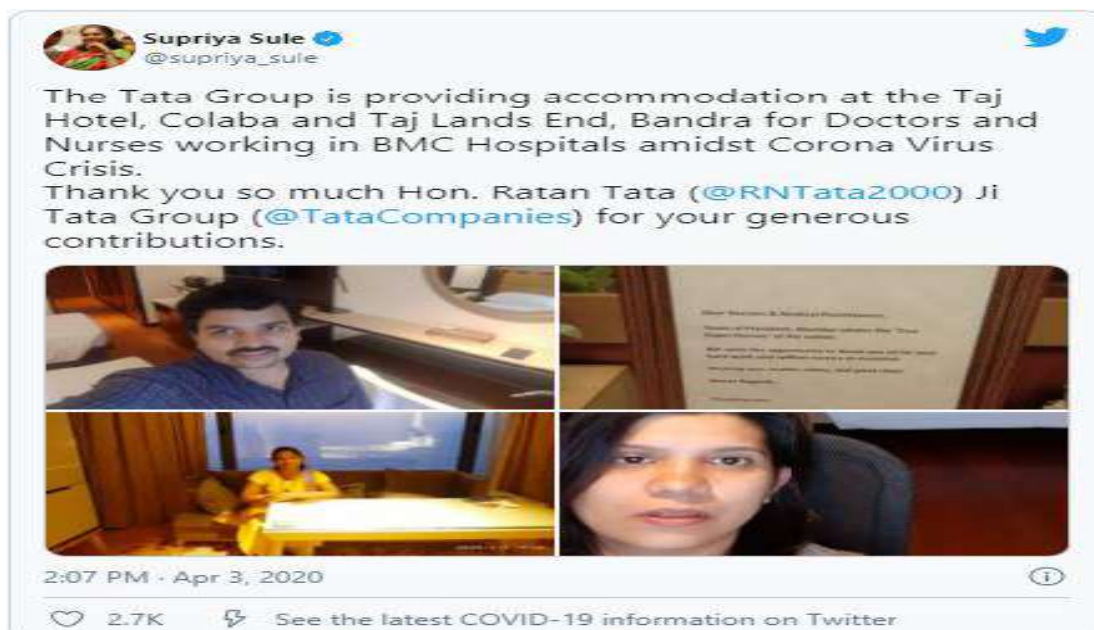 Supriya Sule
@supriya_sule
The Tata Group is providing accommodation at the Taj
Hotel, Colaba and Taj Lands End, Bandra for Doctors and
Nurses working in BMC Hospitals amidst Corona Virus
Crisis.
Thank you so much Hon. Ratan Tata (@RNTata2000) Ji
Tata Group (@TataCompanies) for your generous
contributions.
2:07 PM · Apr 3, 2020
2.7K See the latest COVID-19 information on Twitter